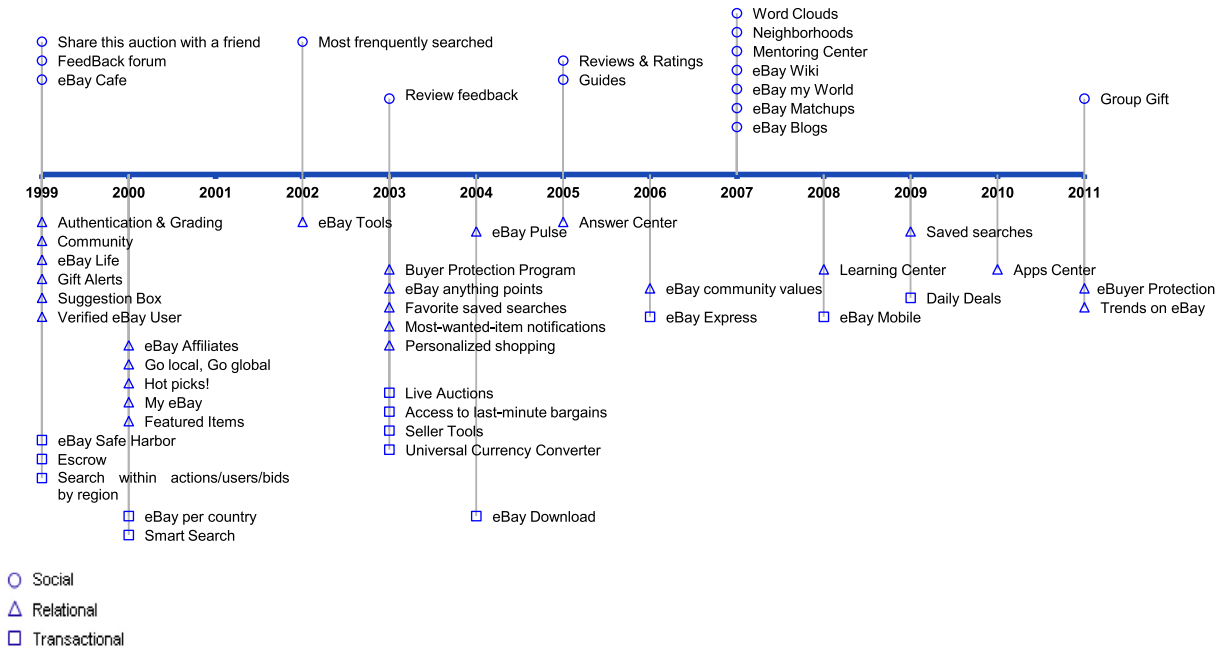 Word Clouds
Share this auction with a friend
Most frenquently searched
Neighborhoods
FeedBack forum
Reviews & Ratings
Mentoring Center
eBay Cafe
Guides
eBay Wiki
Review feedback
eBay my World
Group Gift
eBay Matchups
eBay Blogs
1999 2000 2001 2002 2003 2004 2005 2006 2007 2008 2009 2010 2011
Authentication & Grading
eBay Tools
Answer Center
Community
eBay Pulse
Saved searches
eBay Life
Gift Alerts
Buyer Protection Program
Learning Center
Apps Center
Suggestion Box
eBay anything points
eBay community values
Daily Deals
eBuyer Protection
Verified eBay User
Favorite saved searches
eBay Express
eBay Mobile
Trends on eBay
Most-wanted-item notifications
eBay Affiliates
Personalized shopping
Go local, Go global
Hot picks!
My eBay
Live Auctions
Featured Items
Access to last-minute bargains
eBay Safe Harbor
Seller Tools
Escrow
Universal Currency Converter
Search within actions/users/bids
by region
eBay per country
eBay Download
Smart Search
Social
Relational
Transactional